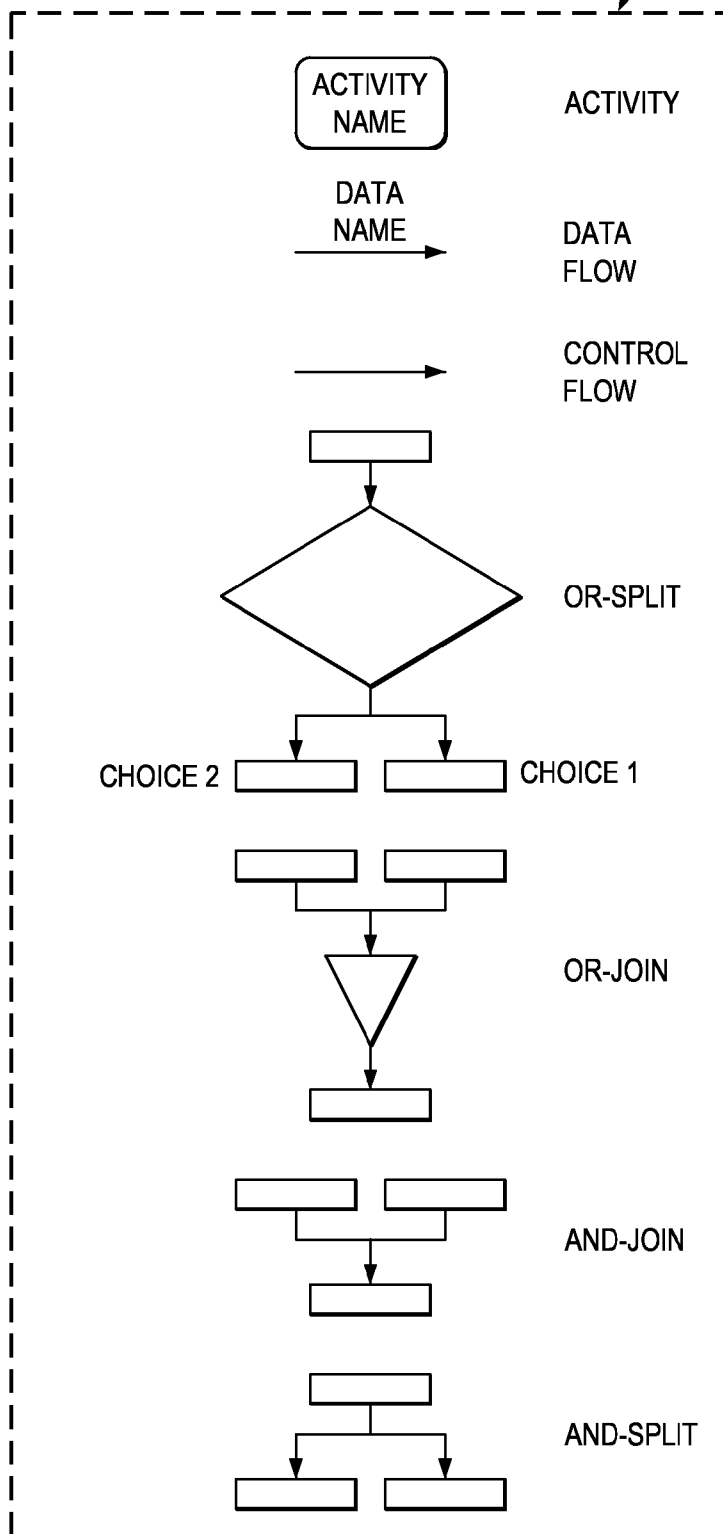 ACTIVITY
NAME
ACTIVITY
DATA
NAME
DATA
FLOW
CONTROL
FLOW
OR-SPLIT
CHOICE 2
CHOICE 1
OR-JOIN
AND-JOIN
AND-SPLIT